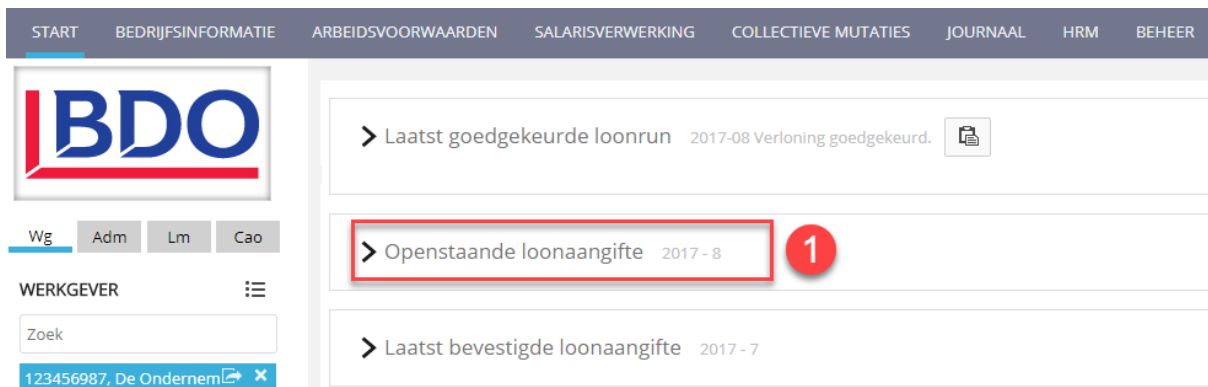 START BEDRIJFSINFORMATIE ARBEIDSVOORWAARDEN SALARISVERWERKING COLLECTIEVE MUTATIES JOURNAAL HRM BEHEER
BDO
Laatst goedgekeurde loonrun 2017-08 Verloning goedgekeurd.
Wg Adm Lm Cao
Openstaande loonaangifte 2017 - 8
1
WERKGEVER
Zoek
Laatst bevestigde loonaangifte 2017 - 7
123456987, De Ondernem